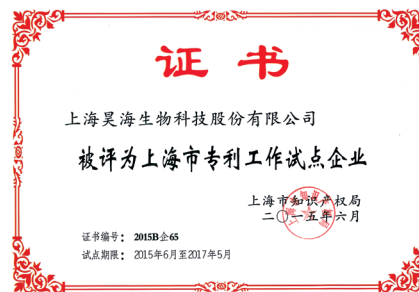 证书
上海昊海生物科技股份有限公司
被评为上海市专利工作试点企业
上海市知识产权局
二〇一五年六月
证书编号：2015B企65
试点期限：2015年6月至2017年5月